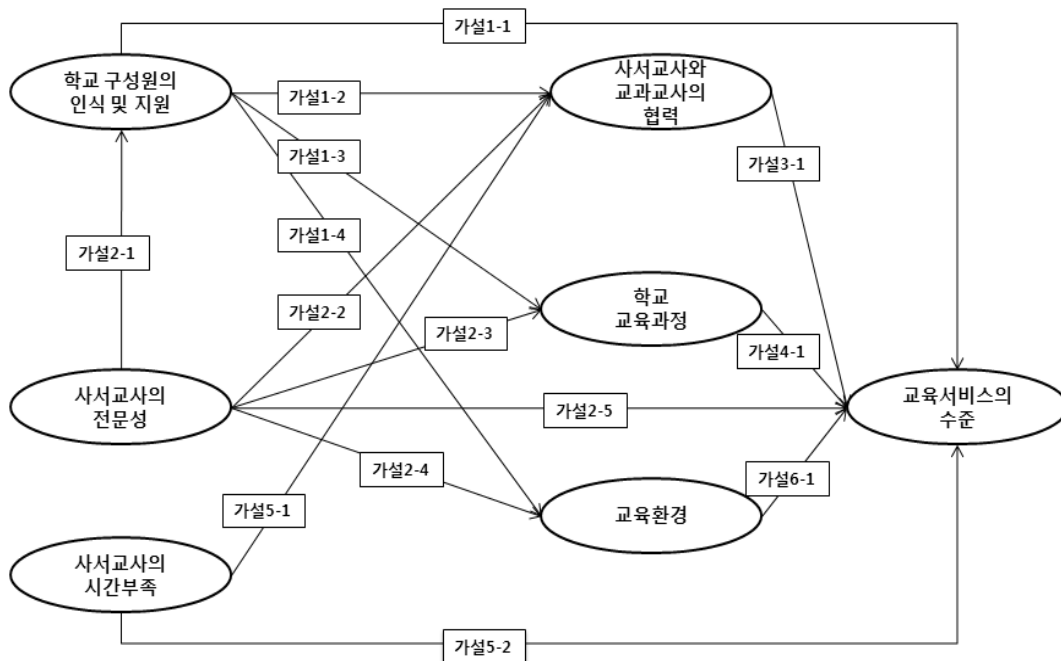 가설1-1
학교 구성원의
인식 및 지원
사서교사와
교과교사의
협력
가설1-2
가설1-3
가설3-1
가설1-4
가설2-1
가설2-2
가설2-3
학교
교육과정
가설4-1
사서교사의
전문성
가설2-5
교육서비스의
수준
가설2-4
가설6-1
가설5-1
교육환경
사서교사의
시간부족
가설5-2